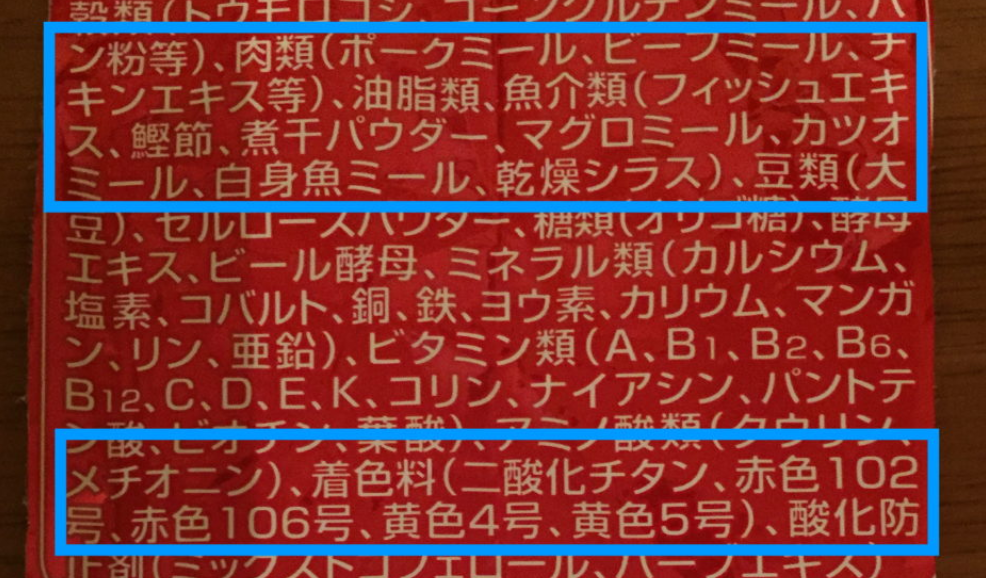 穀類(トウモロコシ、コーングルテンミール、パ
ン粉等)、肉類(ポークミール、ビーフミール、チ
キンエキス等)、油脂類、魚介類(フィッシュエキ
ス、鰹節、煮干パウダー、マグロミール、カツオ
ミール、白身魚ミール、乾燥シラス)、豆類(大
豆)、セルロースパウダー、糖類(オリゴ糖)、酵母
エキス、ビール酵母、ミネラル類(カルシウム、
塩素、コバルト、銅、鉄、ヨウ素、カリウム、マンガ
ン、リン、亜鉛)、ビタミン類(A、B1、B2、B6、
B12、C、D、E、K、コリン、ナイアシン、パントテ
ン酸、ビオチン、葉酸)、アミノ酸類(タウリン、
メチオニン)、着色料(二酸化チタン、赤色102
号、赤色106号、黄色4号、黄色5号)、酸化防
止剤(ミックストコフェロール、ハーブエキス)